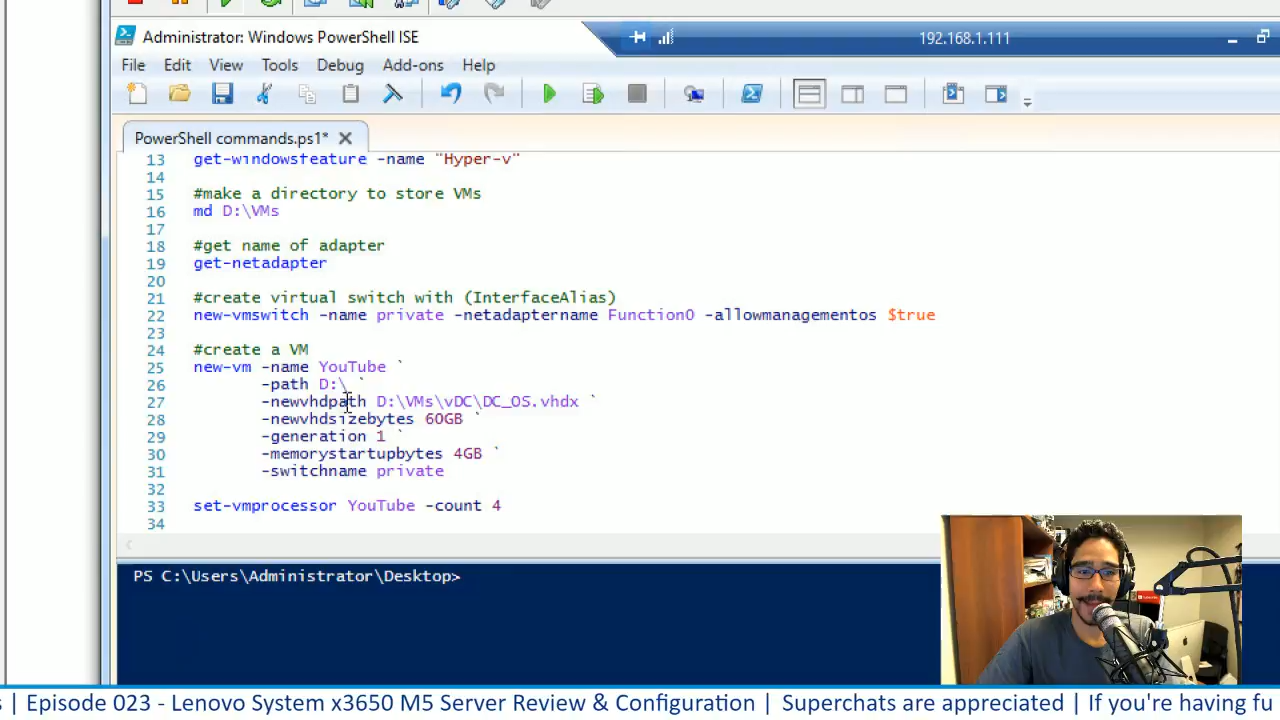 Administrator: Windows PowerShell ISE
192.168.1.111
File Edit View Tools Debug Add-ons Help
PowerShell commands.ps1*
13 get-windowsfeature -name "Hyper-v"
14
15 #make a directory to store VMs
16 md D:\VMs
17
18 #get name of adapter
19 get-netadapter
20
21 #create virtual switch with (InterfaceAlias)
22 new-vmswitch -name private -netadaptername Function0 -allowmanagementos $true
23
24 #create a VM
25 new-vm -name YouTube `
26 -path D:\ `
27 -newvhdpath D:\VMs\vDC\DC_OS.vhdx `
28 -newvhdsizebytes 60GB `
29 -generation 1 `
30 -memorystartupbytes 4GB `
31 -switchname private
32
33 set-vmprocessor YouTube -count 4
34
PS C:\Users\Administrator\Desktop>
s | Episode 023 - Lenovo System x3650 M5 Server Review & Configuration | Superchats are appreciated | If you're having fu